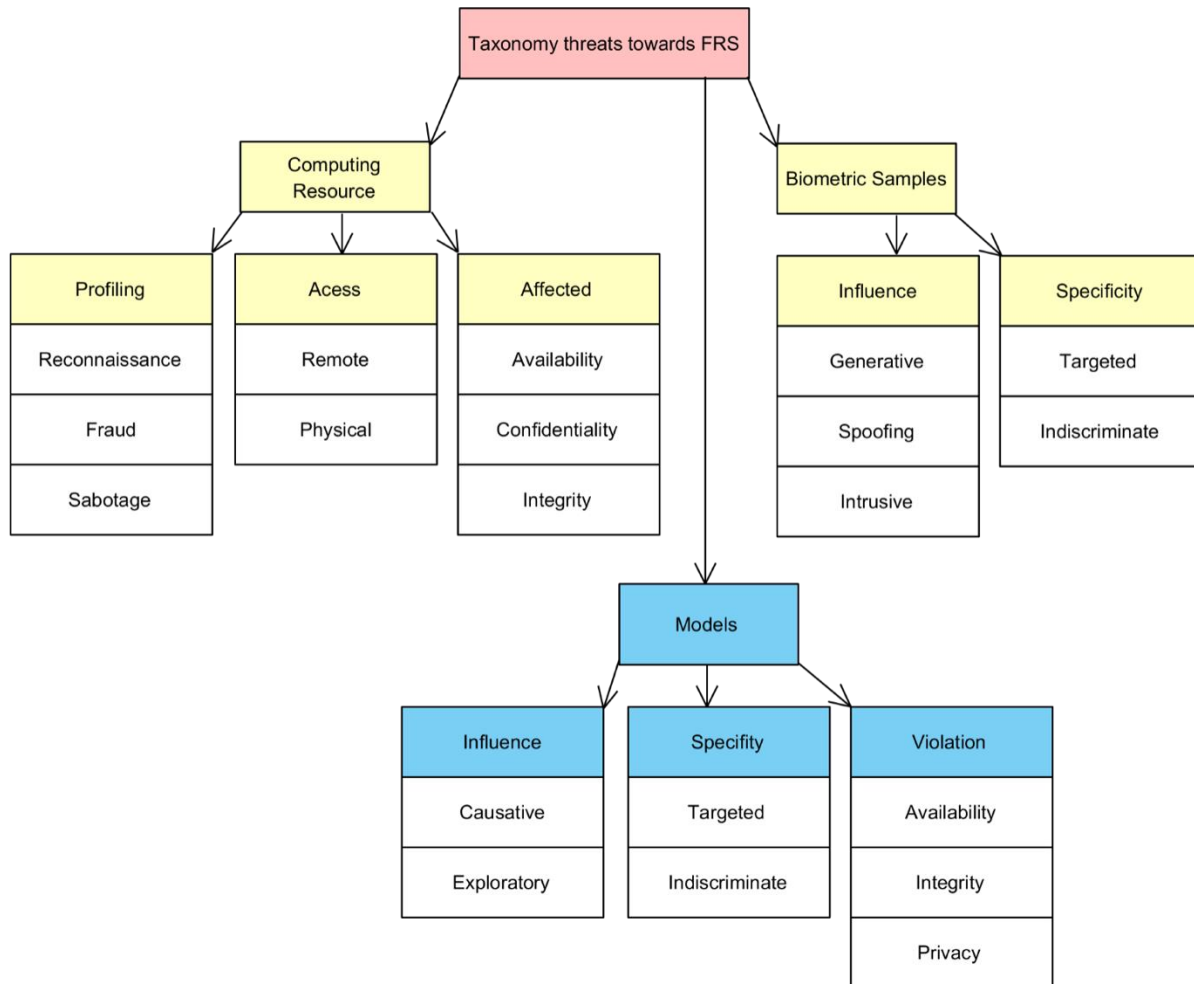 Taxonomy threats towards FRS
Computing
Resource
Biometric Samples
Profiling
Reconnaissance
Fraud
Sabotage
Acess
Remote
Physical
Affected
Availability
Confidentiality
Integrity
Influence
Generative
Spoofing
Intrusive
Specificity
Targeted
Indiscriminate
Models
Influence
Causative
Exploratory
Specifity
Targeted
Indiscriminate
Violation
Availability
Integrity
Privacy